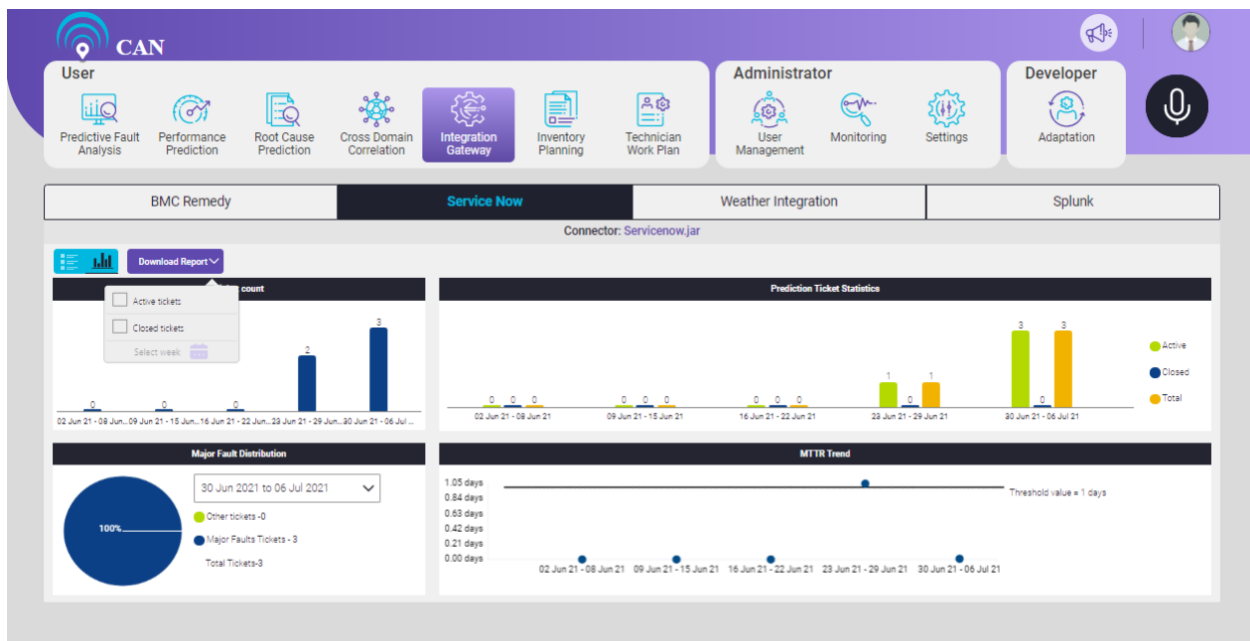 CAN
User
Administrator
Developer
Predictive Fault
Analysis
Performance
Prediction
Root Cause
Prediction
Cross Domain
Correlation
Integration
Gateway
Inventory
Planning
Technician
Work Plan
User
Management
Monitoring
Settings
Adaptation
BMC Remedy
Service Now
Weather Integration
Splunk
Connector: Servicenow.jar
Download Report
Active tickets
Closed tickets
Select week
count
0
0
0
2
3
02 Jun 21 - 08 Jun... 09 Jun 21 - 15 Jun... 16 Jun 21 - 22 Jun... 23 Jun 21 - 29 Jun... 30 Jun 21 - 06 Jul ...
Prediction Ticket Statistics
0 0 0
0 0 0
0 0 0
1 0 1
3 0 3
02 Jun 21 - 08 Jun 21
09 Jun 21 - 15 Jun 21
16 Jun 21 - 22 Jun 21
23 Jun 21 - 29 Jun 21
30 Jun 21 - 06 Jul 21
Active
Closed
Total
Major Fault Distribution
30 Jun 2021 to 06 Jul 2021
100%
Other tickets -0
Major Faults Tickets - 3
Total Tickets-3
MTTR Trend
1.05 days
0.84 days
0.63 days
0.42 days
0.21 days
0.00 days
Threshold value = 1 days
02 Jun 21 - 08 Jun 21
09 Jun 21 - 15 Jun 21
16 Jun 21 - 22 Jun 21
23 Jun 21 - 29 Jun 21
30 Jun 21 - 06 Jul 21